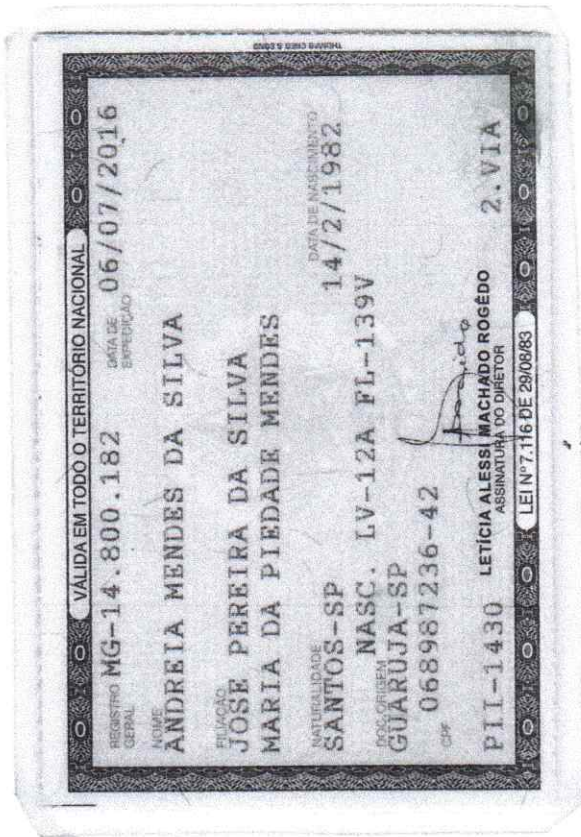 VÁLIDA EM TODO O TERRITÓRIO NACIONAL
REGISTRO GERAL MG-14.800.182 DATA DE EXPEDIÇÃO 06/07/2016
NOME
ANDREIA MENDES DA SILVA
FILIAÇÃO
JOSE PEREIRA DA SILVA
MARIA DA PIEDADE MENDES
NATURALIDADE DATA DE NASCIMENTO
SANTOS-SP 14/2/1982
DOC. ORIGEM NASC. LV-12A FL-139V
GUARUJA-SP
CPF 068987236-42
PII-1430 LETÍCIA ALESSI MACHADO ROGÊDO 2.VIA
ASSINATURA DO DIRETOR
LEI Nº 7.116 DE 29/08/83